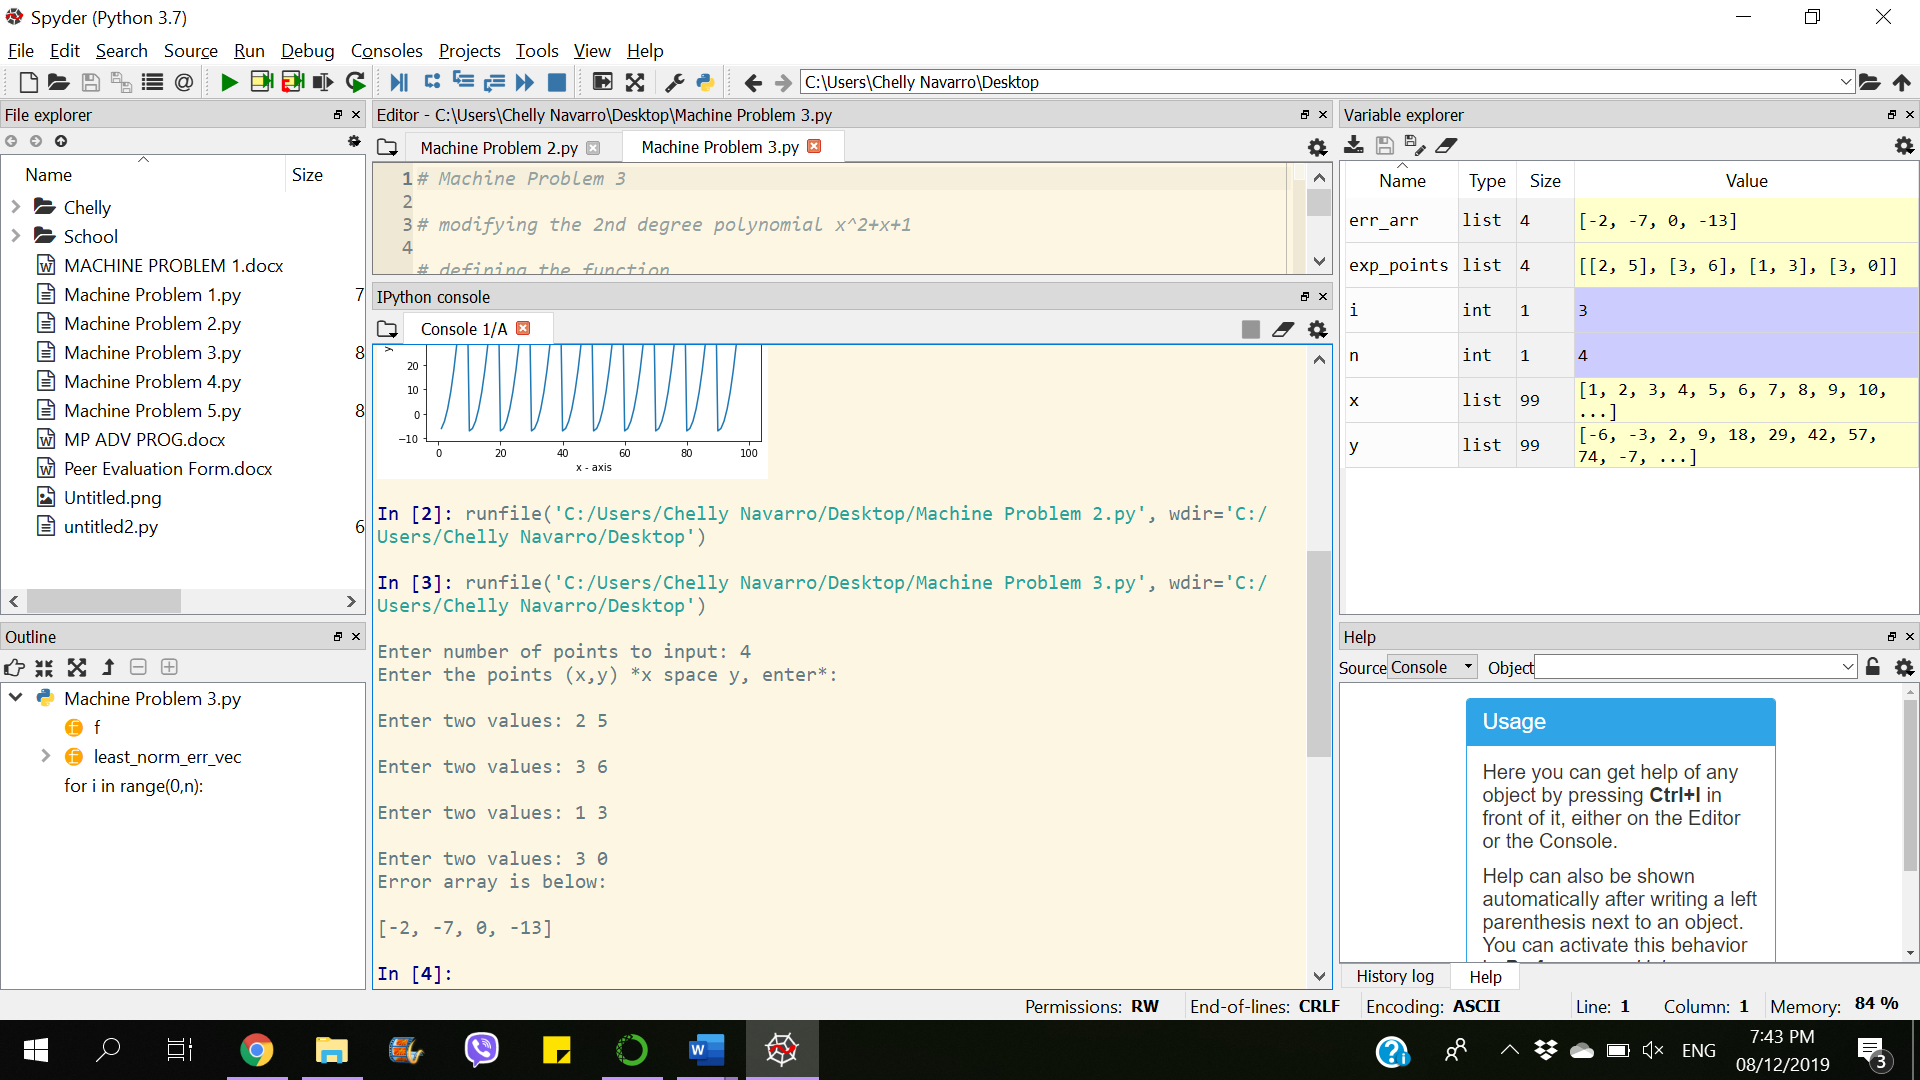 Spyder (Python 3.7)
File Edit Search Source Run Debug Consoles Projects Tools View Help
C:\Users\Chelly Navarro\Desktop
File explorer
Name Size
Chelly
School
MACHINE PROBLEM 1.docx
Machine Problem 1.py 7
Machine Problem 2.py
Machine Problem 3.py 8
Machine Problem 4.py
Machine Problem 5.py 8
MP ADV PROG.docx
Peer Evaluation Form.docx
Untitled.png
untitled2.py 6
Outline
Machine Problem 3.py
f
least_norm_err_vec
for i in range(0,n):
Editor - C:\Users\Chelly Navarro\Desktop\Machine Problem 3.py
Machine Problem 2.py Machine Problem 3.py
1 # Machine Problem 3
2
3 # modifying the 2nd degree polynomial x^2+x+1
4
# defining the function
IPython console
Console 1/A
y
20
10
0
−10
0 20 40 60 80 100
x - axis
In [2]: runfile('C:/Users/Chelly Navarro/Desktop/Machine Problem 2.py', wdir='C:/
Users/Chelly Navarro/Desktop')
In [3]: runfile('C:/Users/Chelly Navarro/Desktop/Machine Problem 3.py', wdir='C:/
Users/Chelly Navarro/Desktop')
Enter number of points to input: 4
Enter the points (x,y) *x space y, enter*:
Enter two values: 2 5
Enter two values: 3 6
Enter two values: 1 3
Enter two values: 3 0
Error array is below:
[-2, -7, 0, -13]
In [4]:
Variable explorer
Name Type Size Value
err_arr list 4 [-2, -7, 0, -13]
exp_points list 4 [[2, 5], [3, 6], [1, 3], [3, 0]]
i int 1 3
n int 1 4
x list 99 [1, 2, 3, 4, 5, 6, 7, 8, 9, 10,
...]
y list 99 [-6, -3, 2, 9, 18, 29, 42, 57,
74, -7, ...]
Help
Source Console Object
Usage
Here you can get help of any
object by pressing Ctrl+I in
front of it, either on the Editor
or the Console.
Help can also be shown
automatically after writing a left
parenthesis next to an object.
You can activate this behavior
History log Help
Permissions: RW End-of-lines: CRLF Encoding: ASCII Line: 1 Column: 1 Memory: 84 %
ENG
7:43 PM
08/12/2019
3